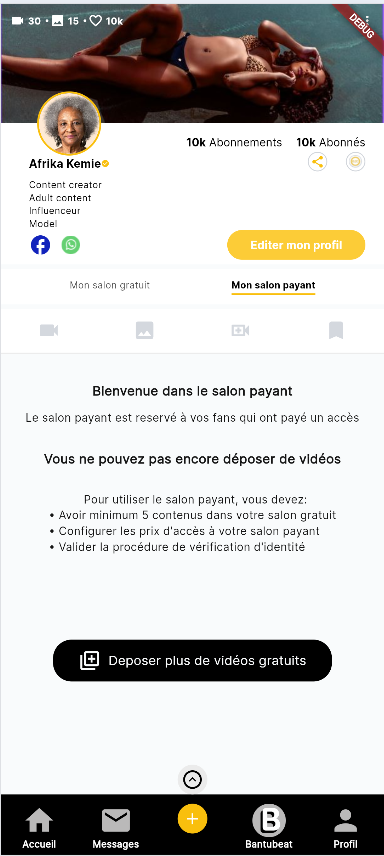 30 • 15 • 10k
DEBUG
10k Abonnements 10k Abonnés
Afrika Kemie
Content creator
Adult content
Influenceur
Model
Editer mon profil
Mon salon gratuit Mon salon payant
Bienvenue dans le salon payant
Le salon payant est reservé à vos fans qui ont payé un accès
Vous ne pouvez pas encore déposer de vidéos
Pour utiliser le salon payant, vous devez:
• Avoir minimum 5 contenus dans votre salon gratuit
• Configurer les prix d'accès à votre salon payant
• Valider la procédure de vérification d'identité
Deposer plus de vidéos gratuits
Accueil Messages Bantubeat Profil